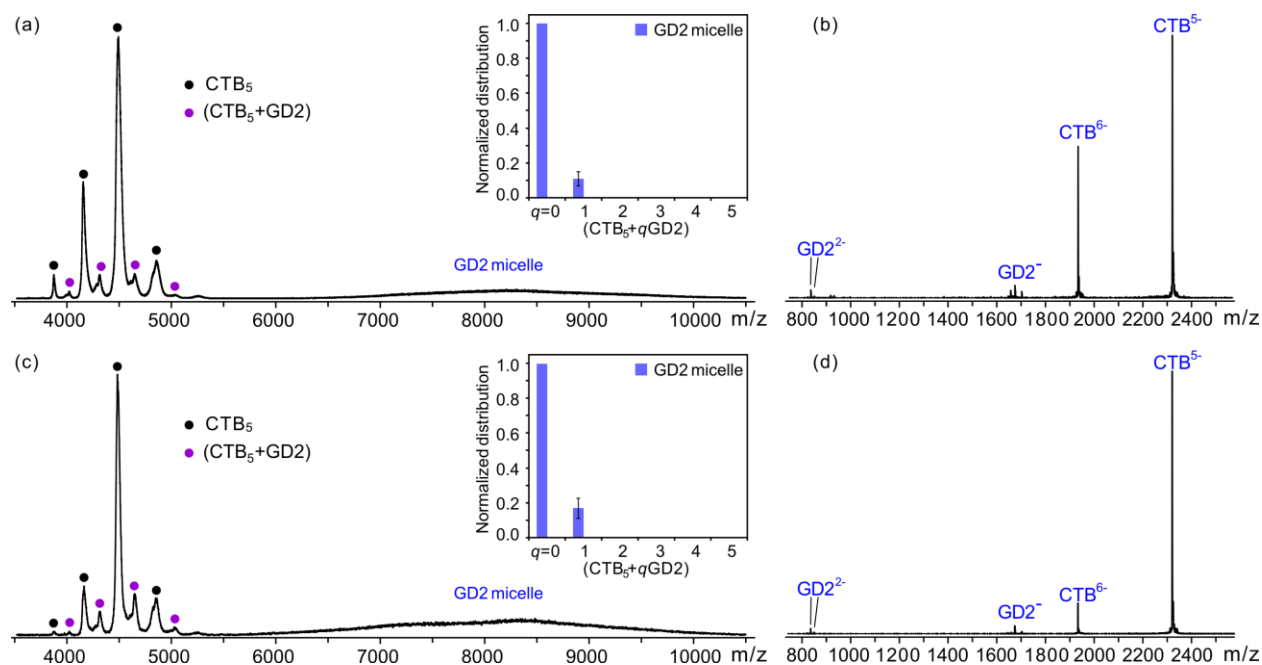 (a)
CTB₅
(CTB₅+GD2)
GD2 micelle
4000 5000 6000 7000 8000 9000 10000 m/z
Normalized distribution
1.0
0.8
0.6
0.4
0.2
0.0
GD2 micelle
q=0 1 2 3 4 5
(CTB₅+qGD2)
(b)
CTB⁵⁻
CTB⁶⁻
GD2²⁻
GD2⁻
800 1000 1200 1400 1600 1800 2000 2200 2400 m/z
(c)
CTB₅
(CTB₅+GD2)
GD2 micelle
4000 5000 6000 7000 8000 9000 10000 m/z
Normalized distribution
1.0
0.8
0.6
0.4
0.2
0.0
GD2 micelle
q=0 1 2 3 4 5
(CTB₅+qGD2)
(d)
CTB⁵⁻
GD2²⁻
GD2⁻
CTB⁶⁻
800 1000 1200 1400 1600 1800 2000 2200 2400 m/z